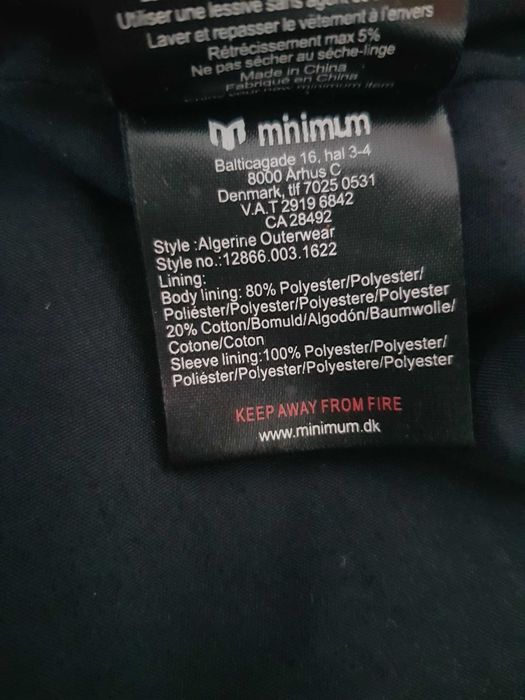 Utiliser une lessive sans
Laver et repasser le vêtement à l'envers
Rétrécissement max 5%
Ne pas sécher au séche-linge
Made in China
Fabriqué en China
minimum
Balticagade 16, hal 3-4
8000 Århus C
Denmark, tlf 7025 0531
V.A.T 2919 6842
CA 28492
Style :Algerine Outerwear
Style no.:12866.003.1622
Lining:
Body lining: 80% Polyester/Polyester/
Poliéster/Polyester/Polyestere/Polyester
20% Cotton/Bomuld/Algodón/Baumwolle/
Cotone/Coton
Sleeve lining:100% Polyester/Polyester/
Poliéster/Polyester/Polyestere/Polyester
KEEP AWAY FROM FIRE
www.minimum.dk